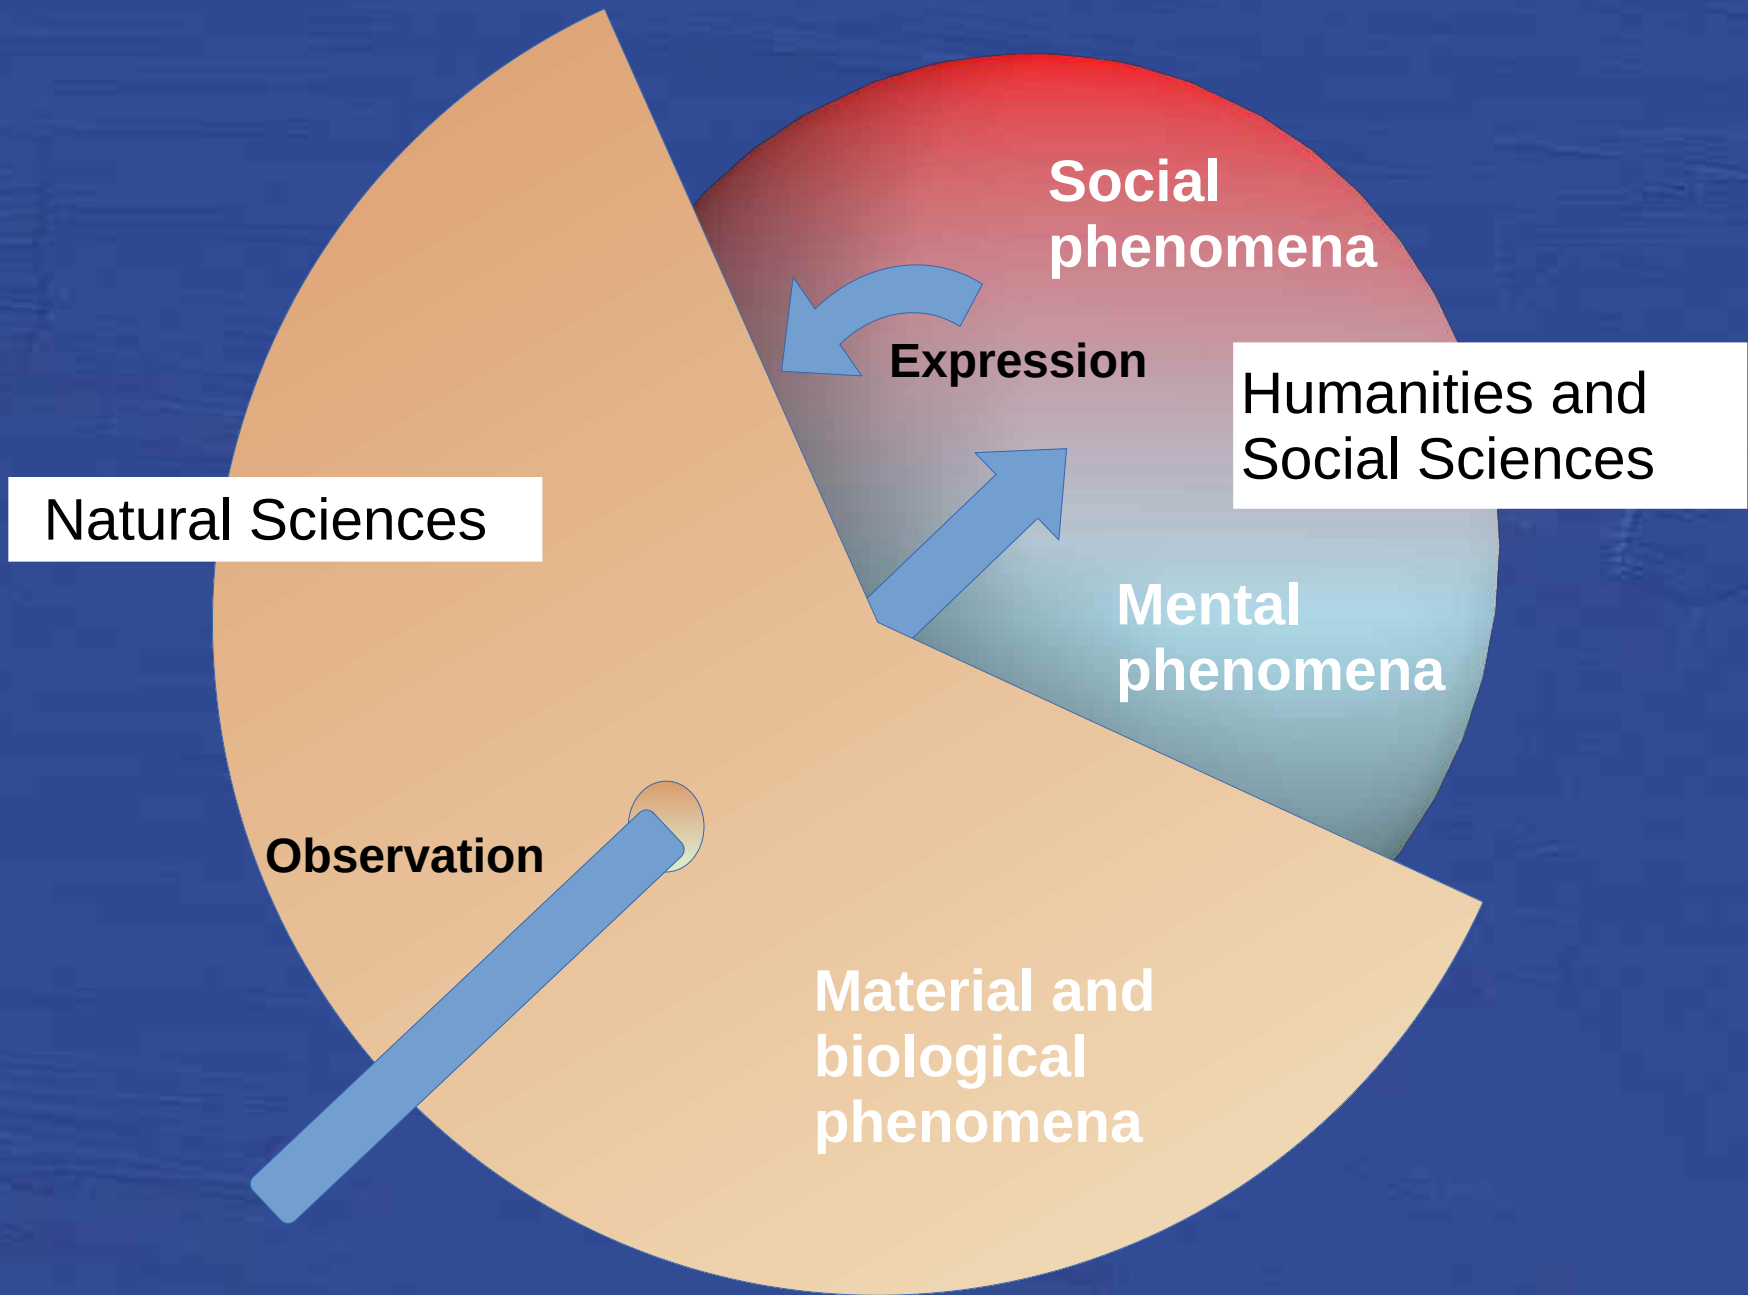 Social
phenomena
Expression
Humanities and
Social Sciences
Natural Sciences
Mental
phenomena
Observation
Material and
biological
phenomena